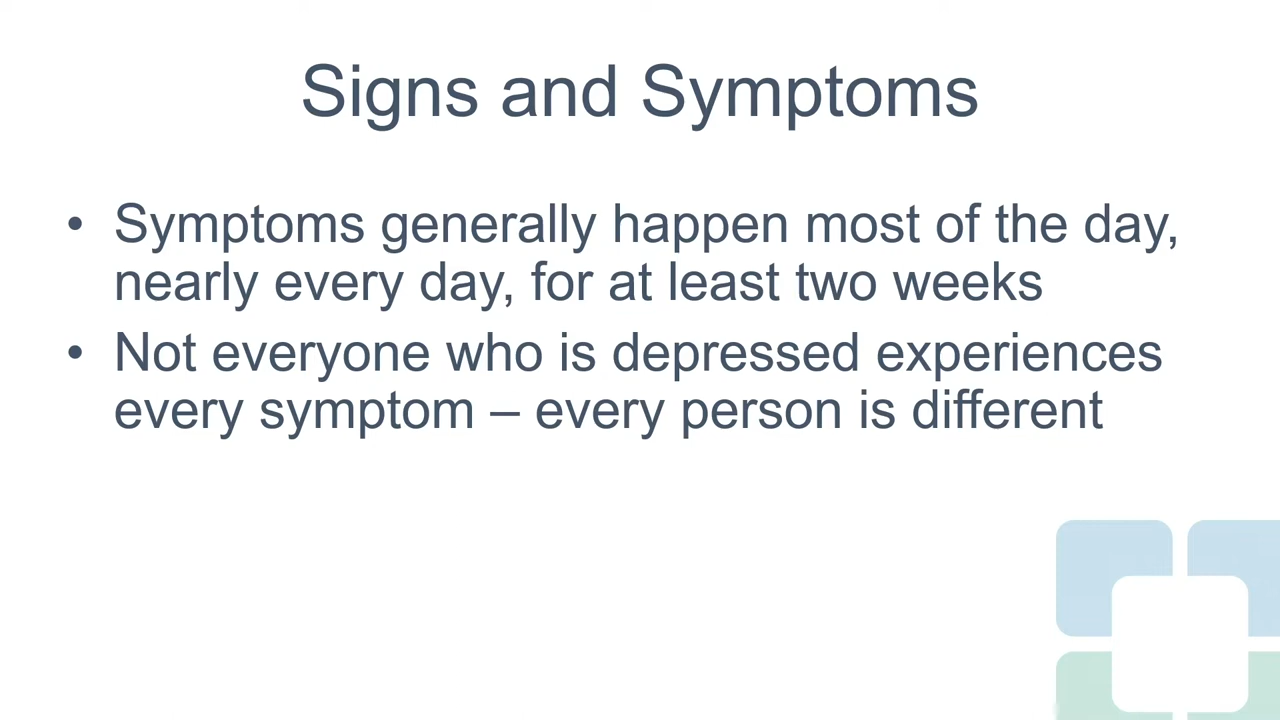 Signs and Symptoms
• Symptoms generally happen most of the day,
nearly every day, for at least two weeks
• Not everyone who is depressed experiences
every symptom – every person is different